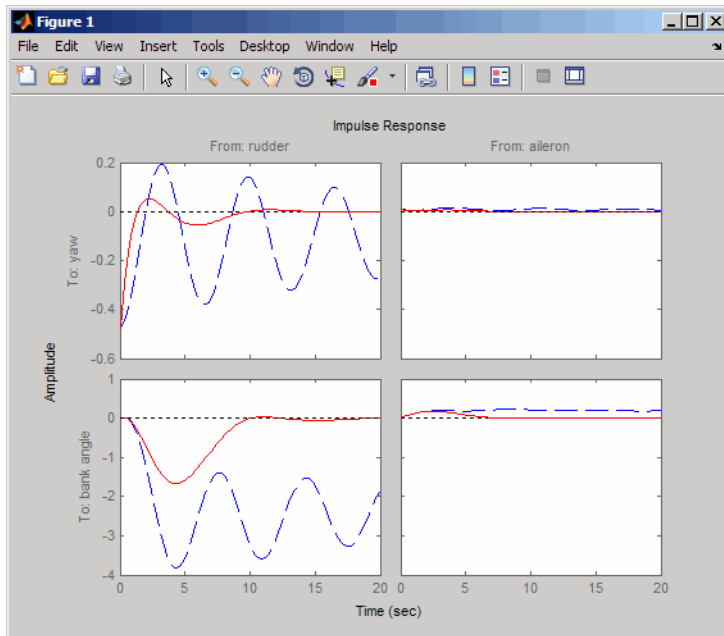 Figure 1
File Edit View Insert Tools Desktop Window Help
Impulse Response
From: rudder From: aileron
To: yaw
0.2
0
-0.2
-0.4
-0.6
Amplitude
To: bank angle
1
0
-1
-2
-3
-4
0 5 10 15 20 0 5 10 15 20
Time (sec)